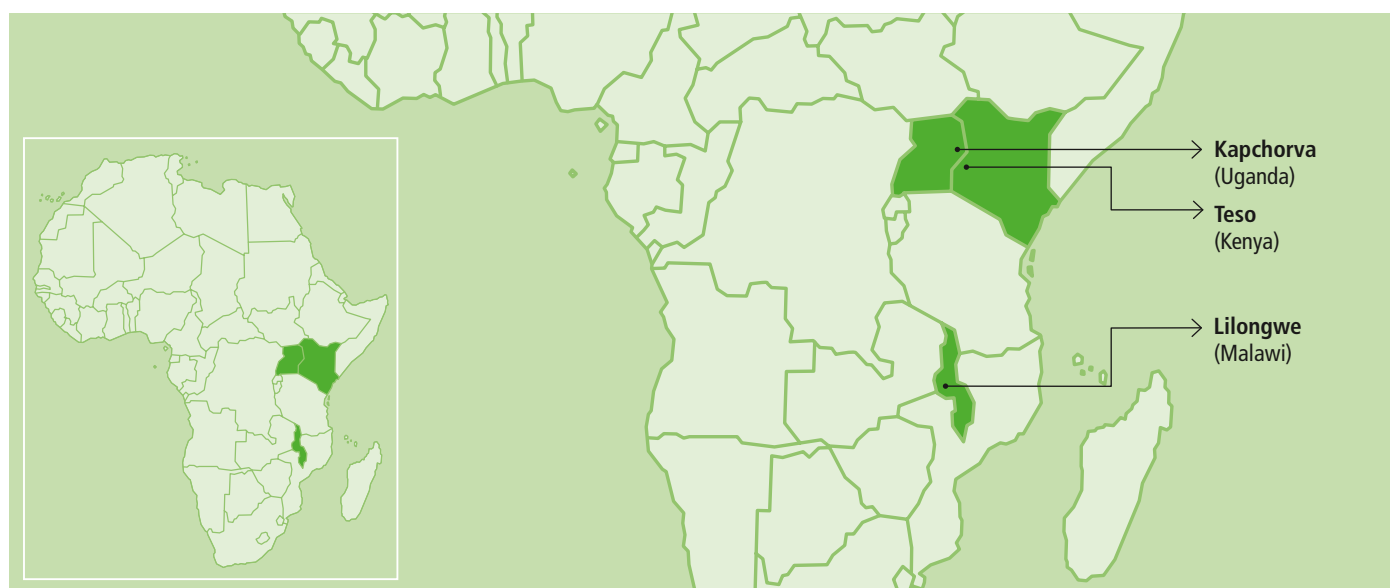 Kapchorva
(Uganda)
Teso
(Kenya)
Lilongwe
(Malawi)